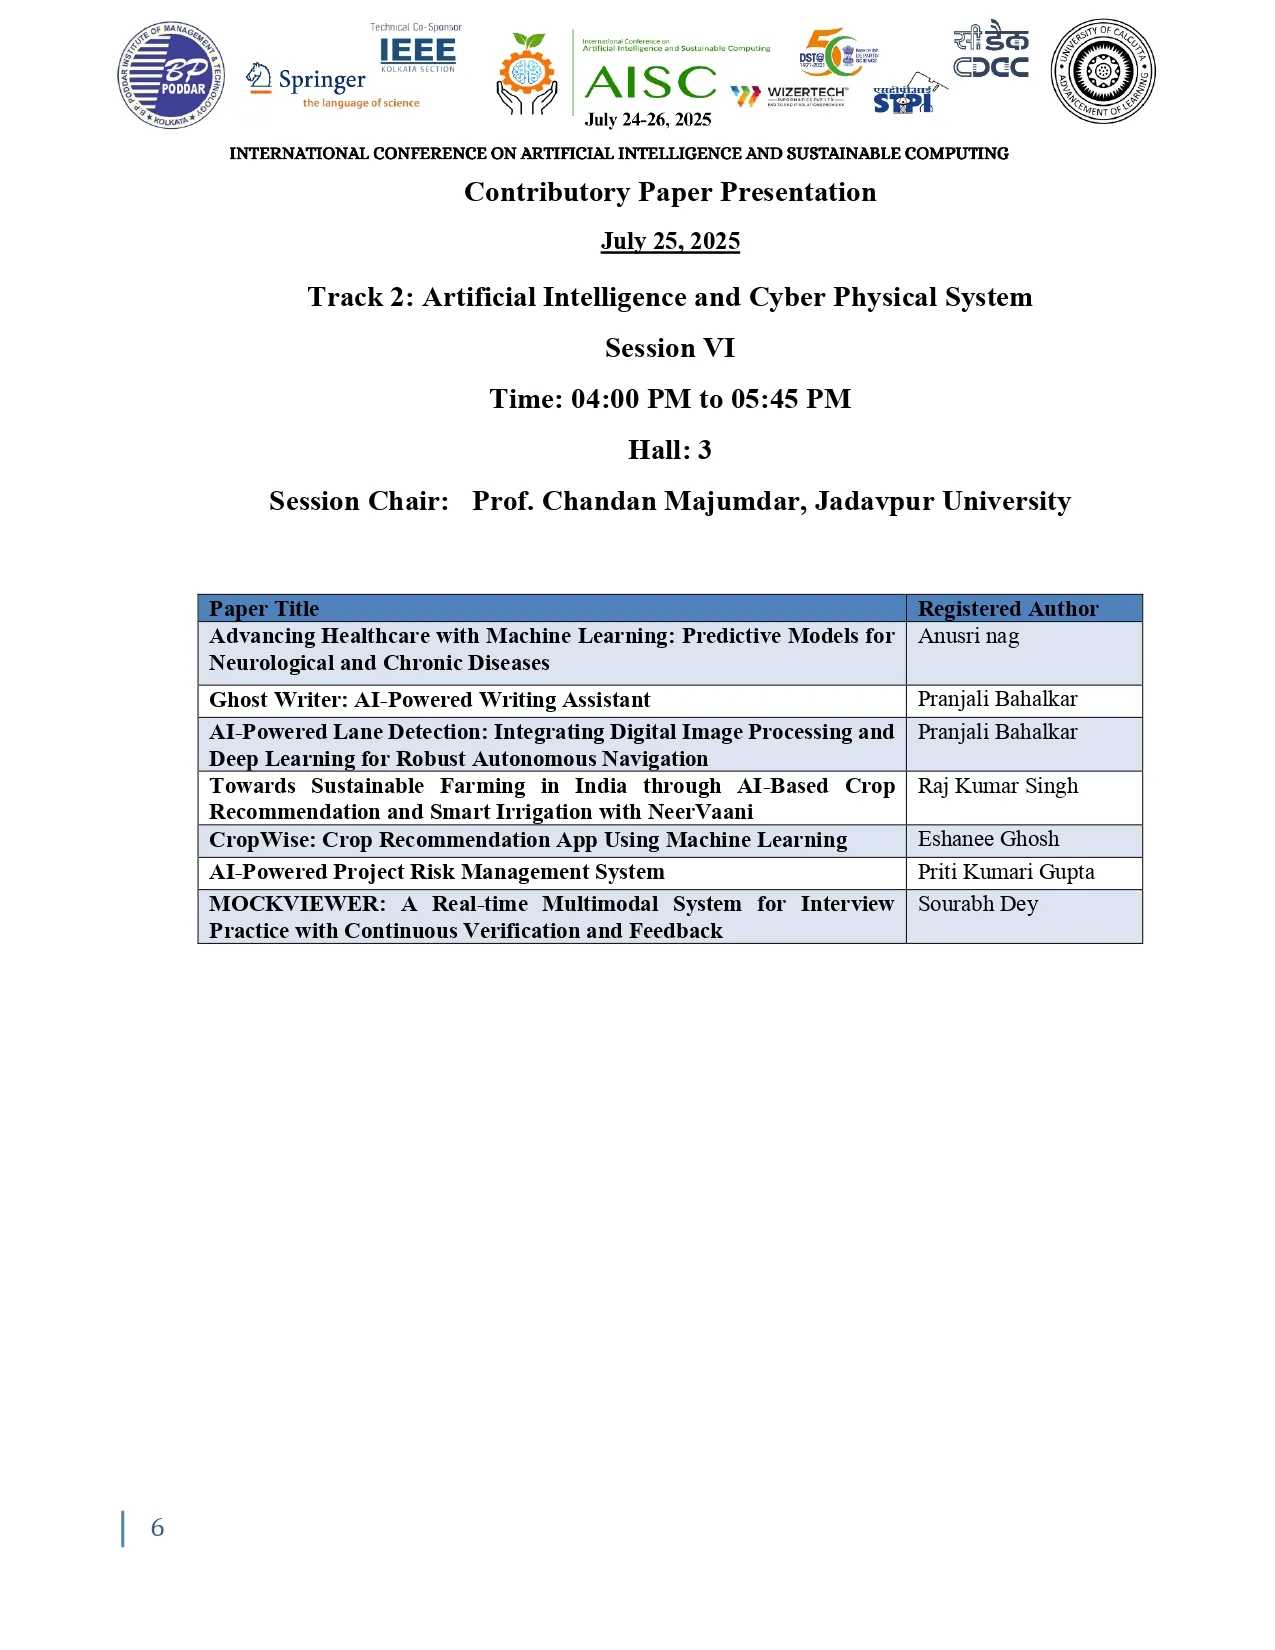 B.P. PODDAR INSTITUTE OF MANAGEMENT & TECHNOLOGY
BP
PODDAR
★ KOLKATA ★
Springer
the language of science
Technical Co-Sponsor
IEEE
KOLKATA SECTION
International Conference on
Artificial Intelligence and Sustainable Computing
AISC
July 24-26, 2025
50
DST@
1971-2021
SCIENCE
WIZERTECH™
एसटीपीआई
STPI
सी डैक
CDCC
UNIVERSITY OF CALCUTTA
ADVANCEMENT OF LEARNING
INTERNATIONAL CONFERENCE ON ARTIFICIAL INTELLIGENCE AND SUSTAINABLE COMPUTING
Contributory Paper Presentation
July 25, 2025
Track 2: Artificial Intelligence and Cyber Physical System
Session VI
Time: 04:00 PM to 05:45 PM
Hall: 3
Session Chair: Prof. Chandan Majumdar, Jadavpur University
Paper Title Registered Author
Advancing Healthcare with Machine Learning: Predictive Models for Anusri nag
Neurological and Chronic Diseases
Ghost Writer: AI-Powered Writing Assistant Pranjali Bahalkar
AI-Powered Lane Detection: Integrating Digital Image Processing and Pranjali Bahalkar
Deep Learning for Robust Autonomous Navigation
Towards Sustainable Farming in India through AI-Based Crop Raj Kumar Singh
Recommendation and Smart Irrigation with NeerVaani
CropWise: Crop Recommendation App Using Machine Learning Eshanee Ghosh
AI-Powered Project Risk Management System Priti Kumari Gupta
MOCKVIEWER: A Real-time Multimodal System for Interview Sourabh Dey
Practice with Continuous Verification and Feedback
6